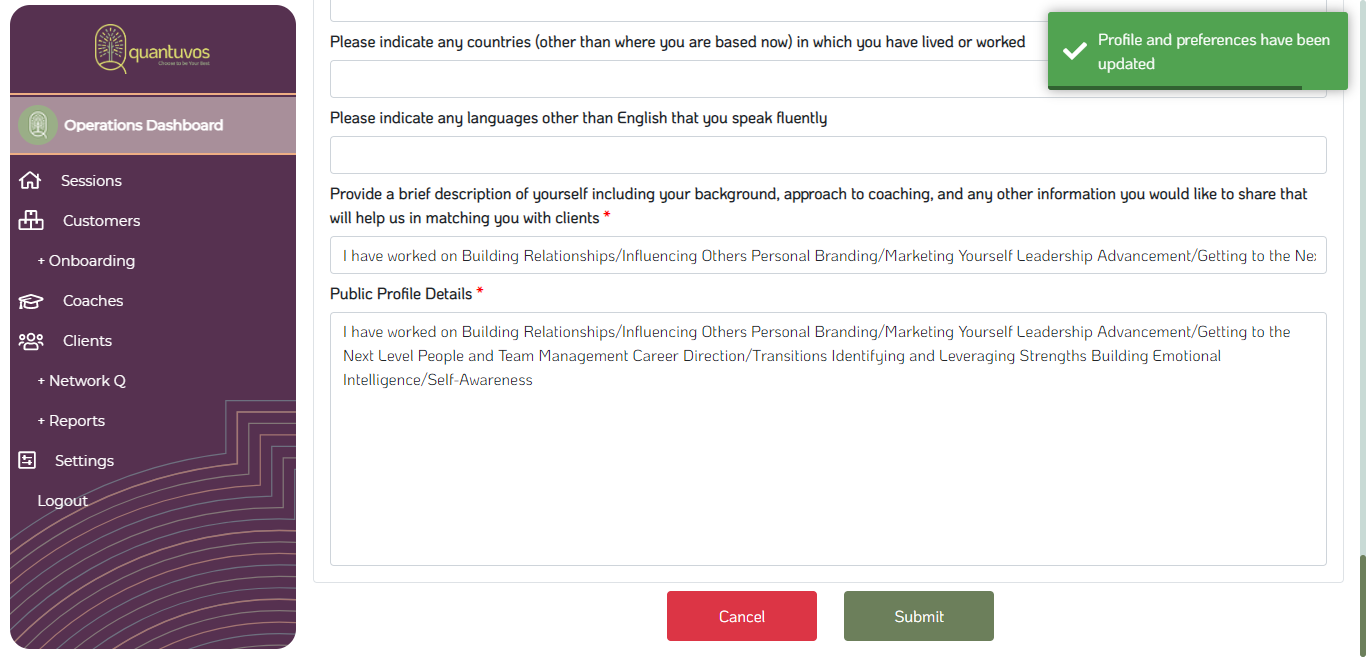 quantuvos
Choose to be Your Best
Operations Dashboard
Sessions
Customers
+ Onboarding
Coaches
Clients
+ Network Q
+ Reports
Settings
Logout
Profile and preferences have been
updated
Please indicate any countries (other than where you are based now) in which you have lived or worked
Please indicate any languages other than English that you speak fluently
Provide a brief description of yourself including your background, approach to coaching, and any other information you would like to share that
will help us in matching you with clients *
I have worked on Building Relationships/Influencing Others Personal Branding/Marketing Yourself Leadership Advancement/Getting to the Ne
Public Profile Details *
I have worked on Building Relationships/Influencing Others Personal Branding/Marketing Yourself Leadership Advancement/Getting to the
Next Level People and Team Management Career Direction/Transitions Identifying and Leveraging Strengths Building Emotional
Intelligence/Self-Awareness
Cancel
Submit